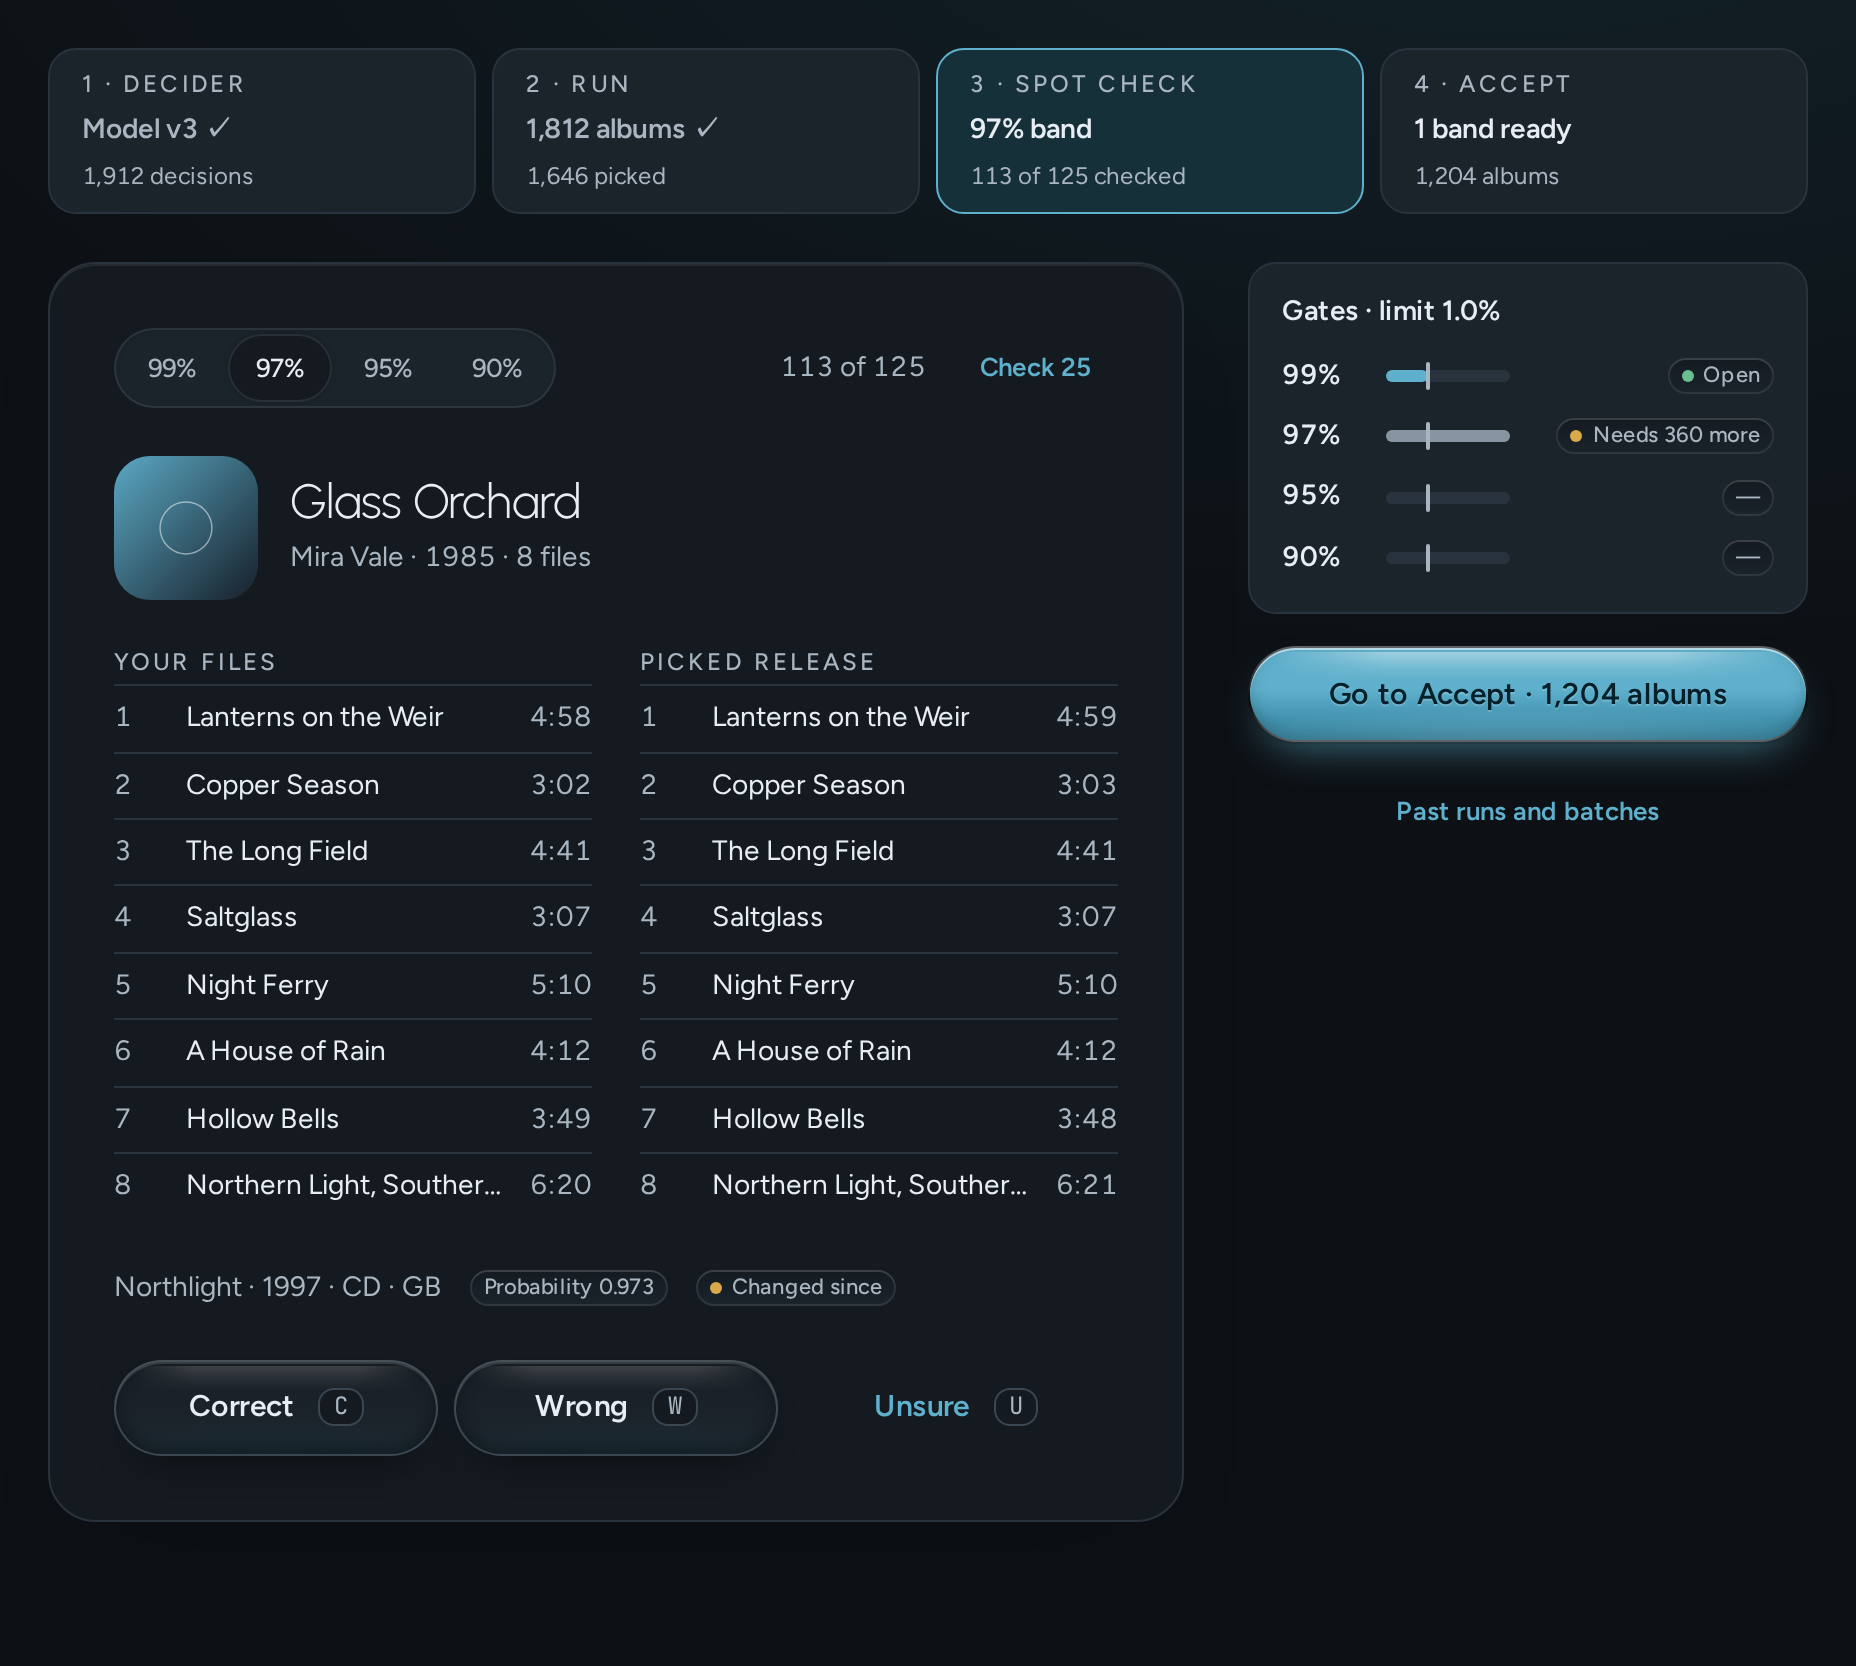 1 · DECIDER
Model v3 ✓
1,912 decisions
2 · RUN
1,812 albums ✓
1,646 picked
3 · SPOT CHECK
97% band
113 of 125 checked
4 · ACCEPT
1 band ready
1,204 albums
99% 97% 95% 90%
113 of 125
Check 25
Glass Orchard
Mira Vale · 1985 · 8 files
YOUR FILES
1 Lanterns on the Weir 4:58
2 Copper Season 3:02
3 The Long Field 4:41
4 Saltglass 3:07
5 Night Ferry 5:10
6 A House of Rain 4:12
7 Hollow Bells 3:49
8 Northern Light, Souther... 6:20
PICKED RELEASE
1 Lanterns on the Weir 4:59
2 Copper Season 3:03
3 The Long Field 4:41
4 Saltglass 3:07
5 Night Ferry 5:10
6 A House of Rain 4:12
7 Hollow Bells 3:48
8 Northern Light, Souther... 6:21
Northlight · 1997 · CD · GB
Probability 0.973
Changed since
Correct C
Wrong W
Unsure U
Gates · limit 1.0%
99% Open
97% Needs 360 more
95% —
90% —
Go to Accept · 1,204 albums
Past runs and batches